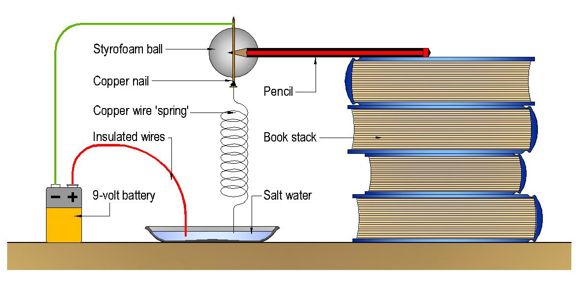 Styrofoam ball
Copper nail
Pencil
Copper wire 'spring'
Insulated wires
Book stack
9-volt battery
Salt water
− +